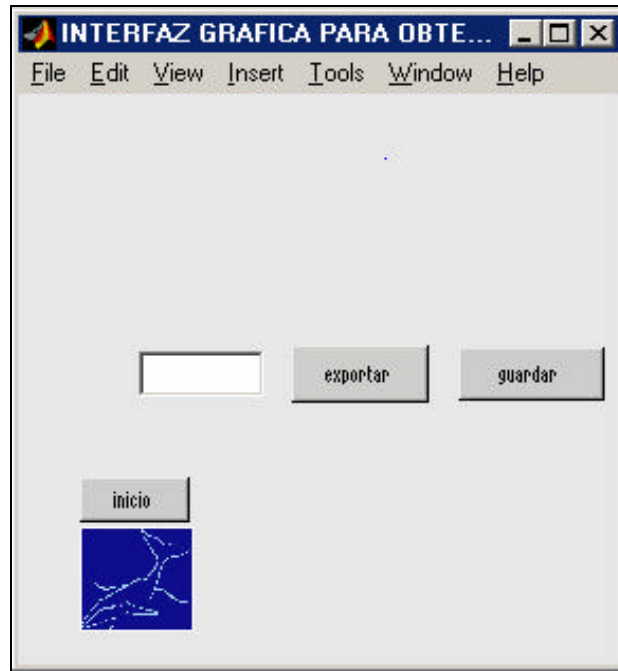 INTERFAZ GRAFICA PARA OBTE...
File Edit View Insert Tools Window Help
exportar guardar
inicio